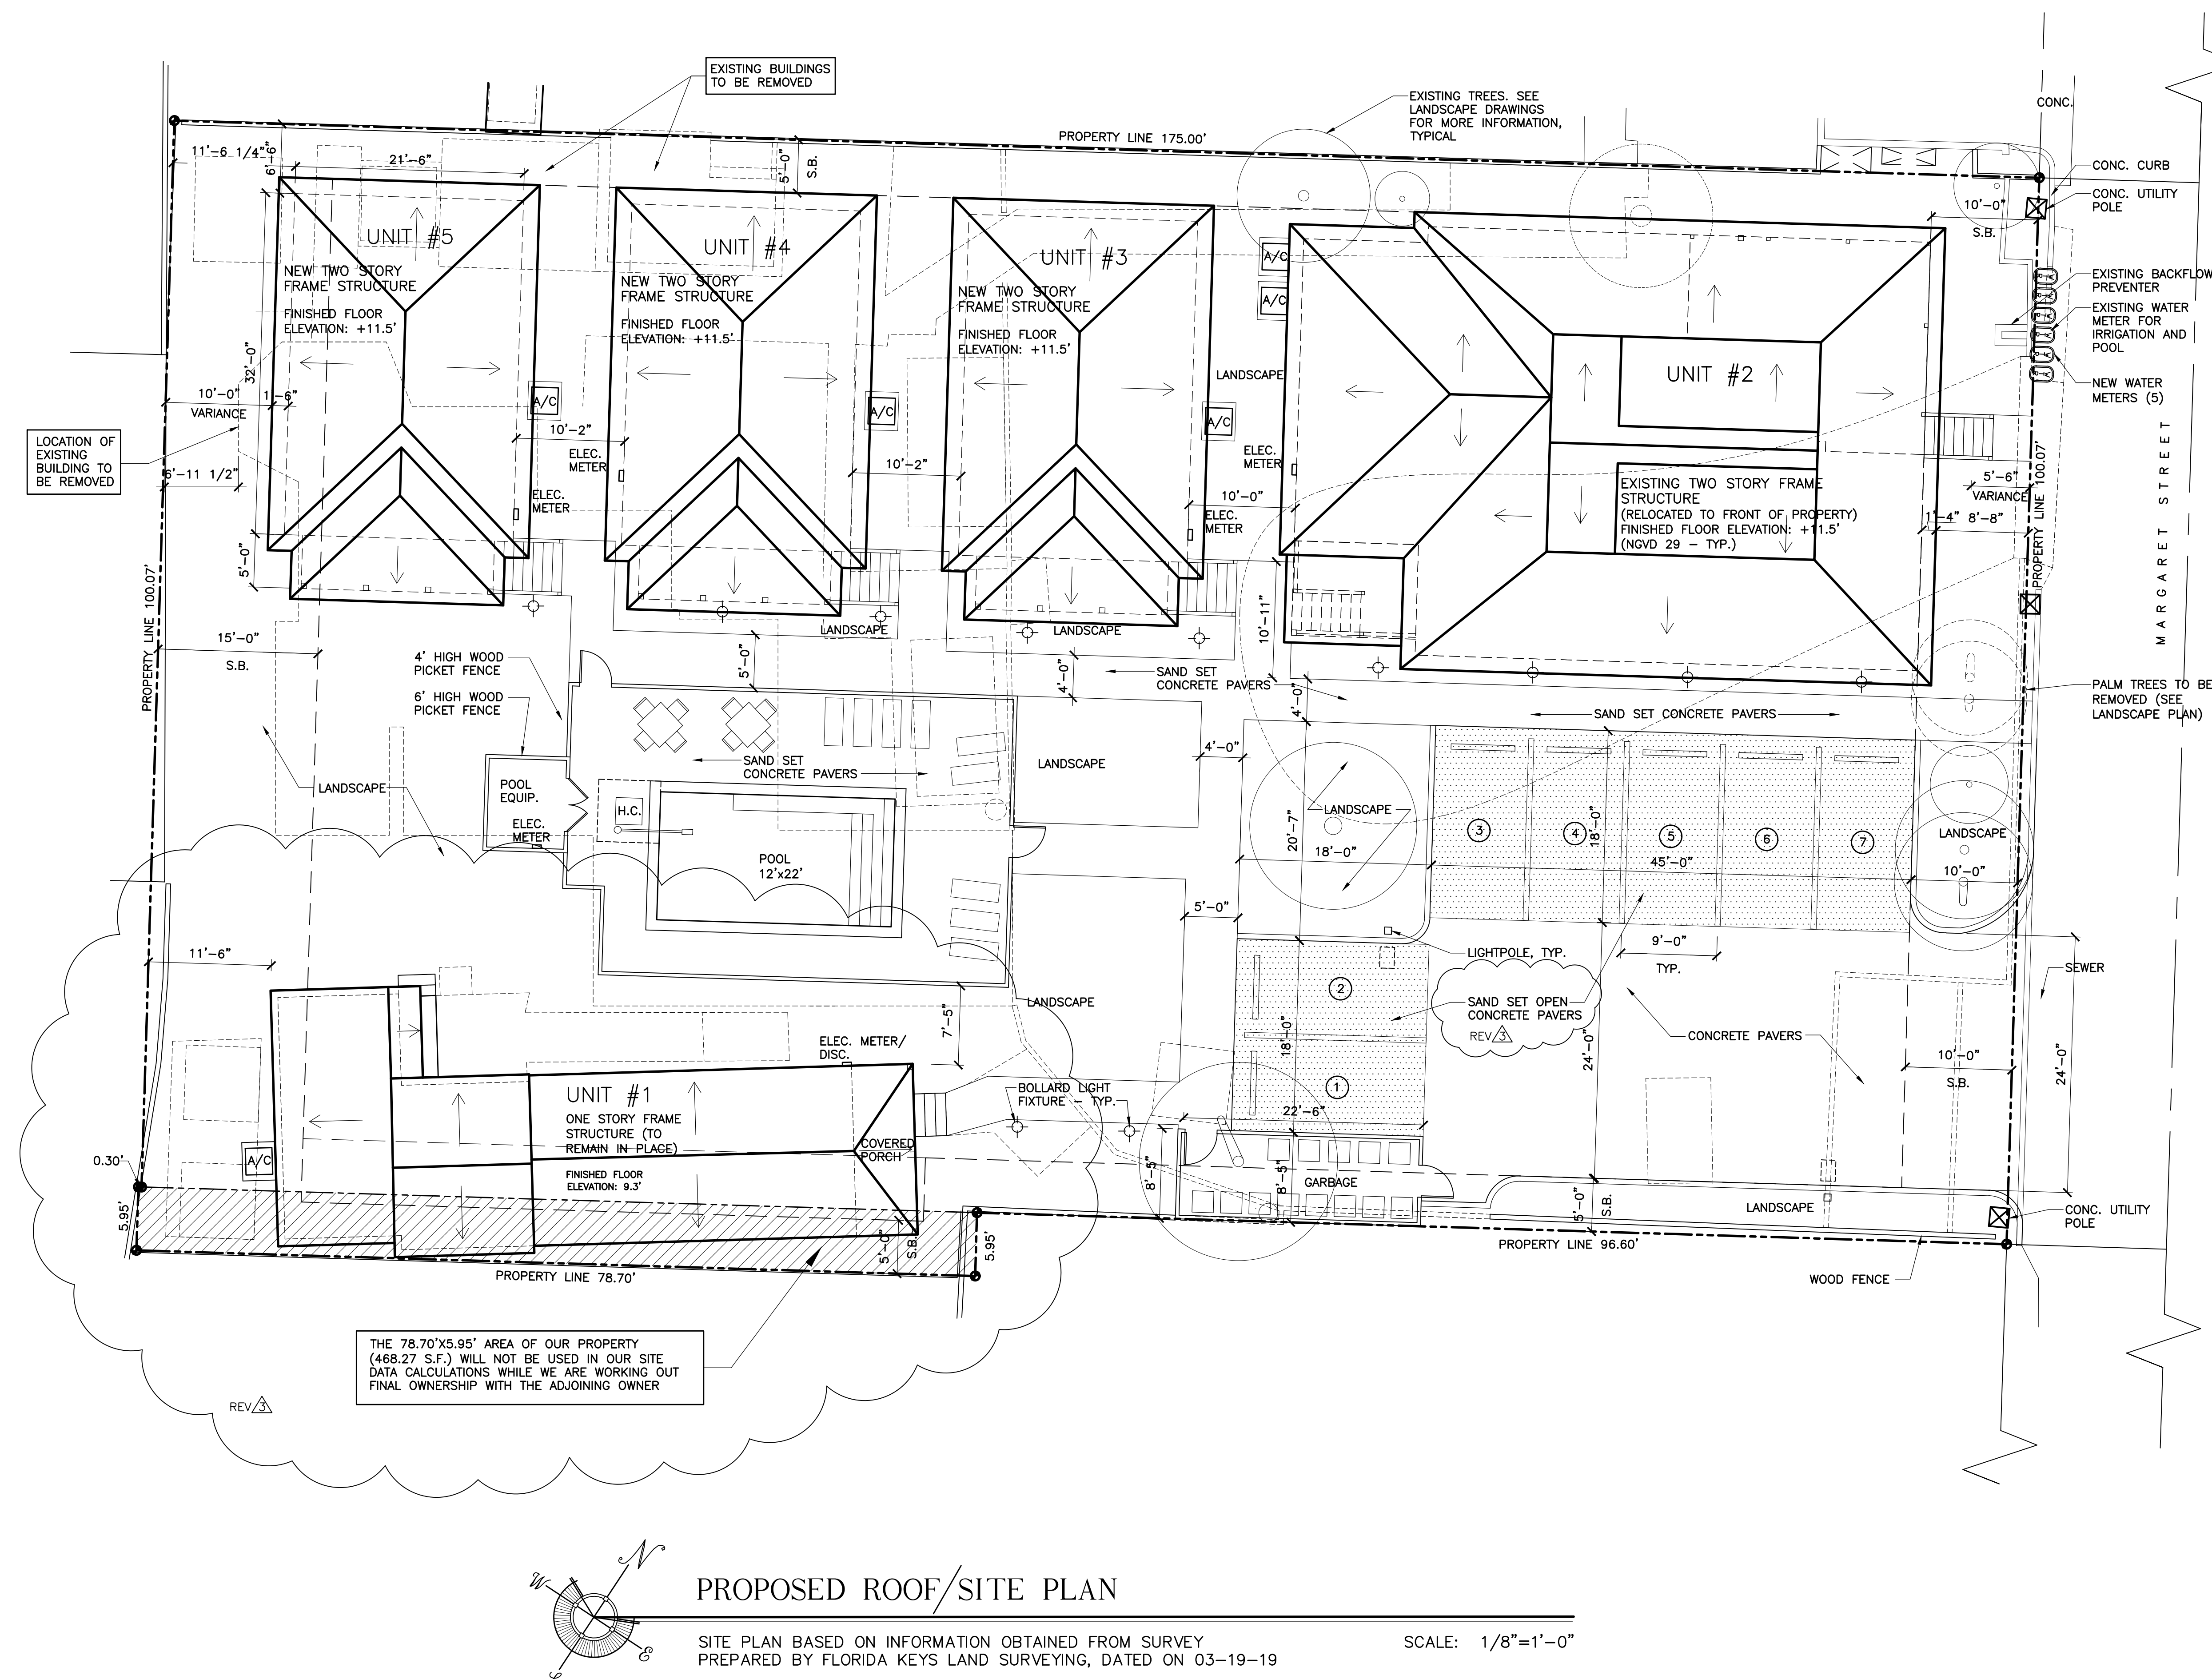 EXISTING BUILDINGS
TO BE REMOVED
EXISTING TREES. SEE
LANDSCAPE DRAWINGS
FOR MORE INFORMATION,
TYPICAL
CONC.
PROPERTY LINE 175.00'
11'-6 1/4"
6'-6"
21'-6"
5'-0"
S.B.
CONC. CURB
CONC. UTILITY
POLE
10'-0"
S.B.
UNIT #5
NEW TWO STORY
FRAME STRUCTURE
FINISHED FLOOR
ELEVATION: +11.5'
UNIT #4
NEW TWO STORY
FRAME STRUCTURE
FINISHED FLOOR
ELEVATION: +11.5'
UNIT #3
NEW TWO STORY
FRAME STRUCTURE
FINISHED FLOOR
ELEVATION: +11.5'
A/C
A/C
EXISTING BACKFLOW
PREVENTER
EXISTING WATER
METER FOR
IRRIGATION AND
POOL
NEW WATER
METERS (5)
LANDSCAPE
UNIT #2
32'-0"
10'-0"
VARIANCE
1'-6"
A/C
A/C
A/C
LOCATION OF
EXISTING
BUILDING TO
BE REMOVED
6'-11 1/2"
10'-2"
ELEC.
METER
10'-2"
ELEC.
METER
ELEC.
METER
10'-0"
ELEC.
METER
EXISTING TWO STORY FRAME
STRUCTURE
(RELOCATED TO FRONT OF PROPERTY)
FINISHED FLOOR ELEVATION: +11.5'
(NGVD 29 - TYP.)
5'-6"
VARIANCE
1'-4"
8'-8"
PROPERTY LINE 100.07'
MARGARET STREET
5'-0"
PROPERTY LINE 100.07'
15'-0"
S.B.
LANDSCAPE
LANDSCAPE
10'-11"
4' HIGH WOOD
PICKET FENCE
6' HIGH WOOD
PICKET FENCE
5'-0"
4'-0"
SAND SET
CONCRETE PAVERS
4'-0"
SAND SET CONCRETE PAVERS
PALM TREES TO BE
REMOVED (SEE
LANDSCAPE PLAN)
4'-0"
SAND SET
CONCRETE PAVERS
LANDSCAPE
LANDSCAPE
POOL
EQUIP.
ELEC.
METER
H.C.
LANDSCAPE
20'-7"
18'-0"
3
4
18'-0"
5
6
7
45'-0"
LANDSCAPE
10'-0"
POOL
12'x22'
5'-0"
11'-6"
LIGHTPOLE, TYP.
9'-0"
TYP.
SEWER
2
SAND SET OPEN
CONCRETE PAVERS
REV 3
LANDSCAPE
7'-5"
18'-0"
24'-0"
CONCRETE PAVERS
10'-0"
S.B.
24'-0"
ELEC. METER/
DISC.
UNIT #1
ONE STORY FRAME
STRUCTURE (TO
REMAIN IN PLACE)
FINISHED FLOOR
ELEVATION: 9.3'
COVERED
PORCH
BOLLARD LIGHT
FIXTURE - TYP.
1
22'-6"
A/C
0.30'
5.95'
8'-5"
8'-5"
GARBAGE
5'-0"
S.B.
LANDSCAPE
CONC. UTILITY
POLE
5'-0"
S.B.
5.95'
PROPERTY LINE 96.60'
PROPERTY LINE 78.70'
WOOD FENCE
THE 78.70'X5.95' AREA OF OUR PROPERTY
(468.27 S.F.) WILL NOT BE USED IN OUR SITE
DATA CALCULATIONS WHILE WE ARE WORKING OUT
FINAL OWNERSHIP WITH THE ADJOINING OWNER
REV 3
N
W
E
PROPOSED ROOF/SITE PLAN
SITE PLAN BASED ON INFORMATION OBTAINED FROM SURVEY
PREPARED BY FLORIDA KEYS LAND SURVEYING, DATED ON 03-19-19
SCALE: 1/8"=1'-0"